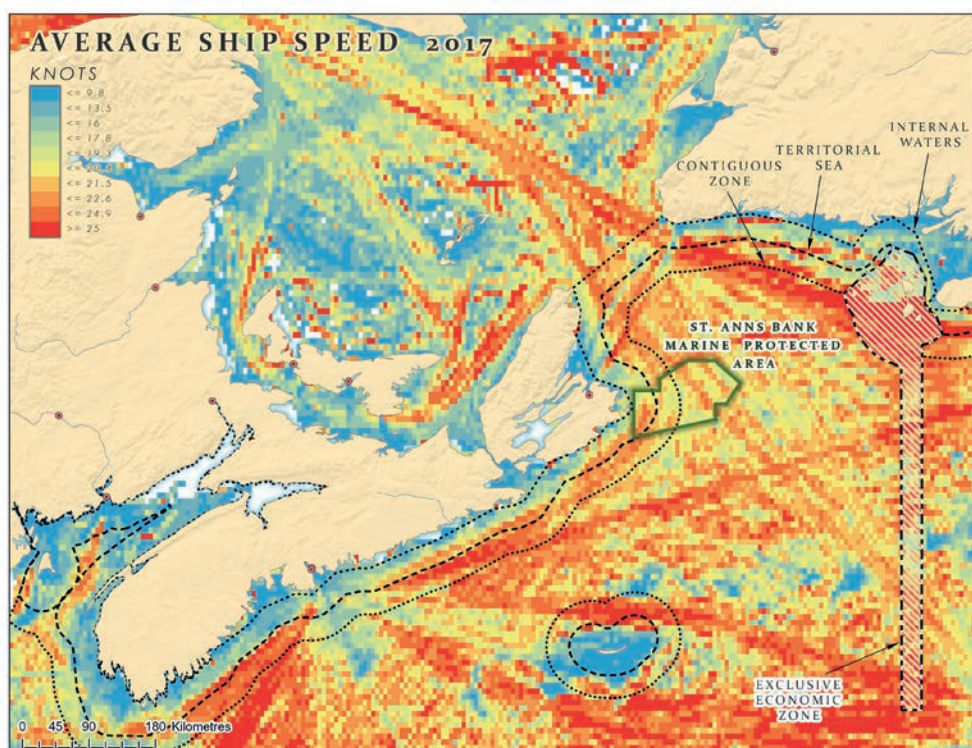 AVERAGE SHIP SPEED 2017
KNOTS
<= 9.8
<= 13.5
<= 16
<= 17.8
<= 20.4
<= 21.5
<= 22.6
<= 24.9
>= 25
INTERNAL
WATERS
TERRITORIAL
SEA
CONTIGUOUS
ZONE
ST. ANNS BANK
MARINE PROTECTED
AREA
EXCLUSIVE
ECONOMIC
ZONE
0 45 90 180 Kilometres